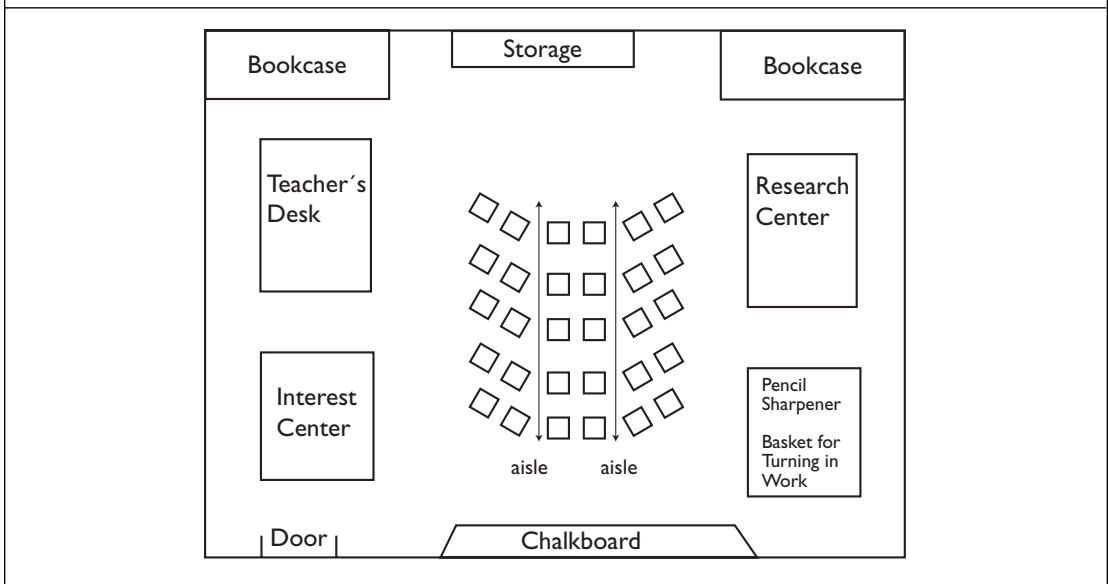 Bookcase
Storage
Bookcase
Teacher´s
Desk
Research
Center
Interest
Center
Pencil
Sharpener
Basket for
Turning in
Work
aisle
aisle
Door
Chalkboard